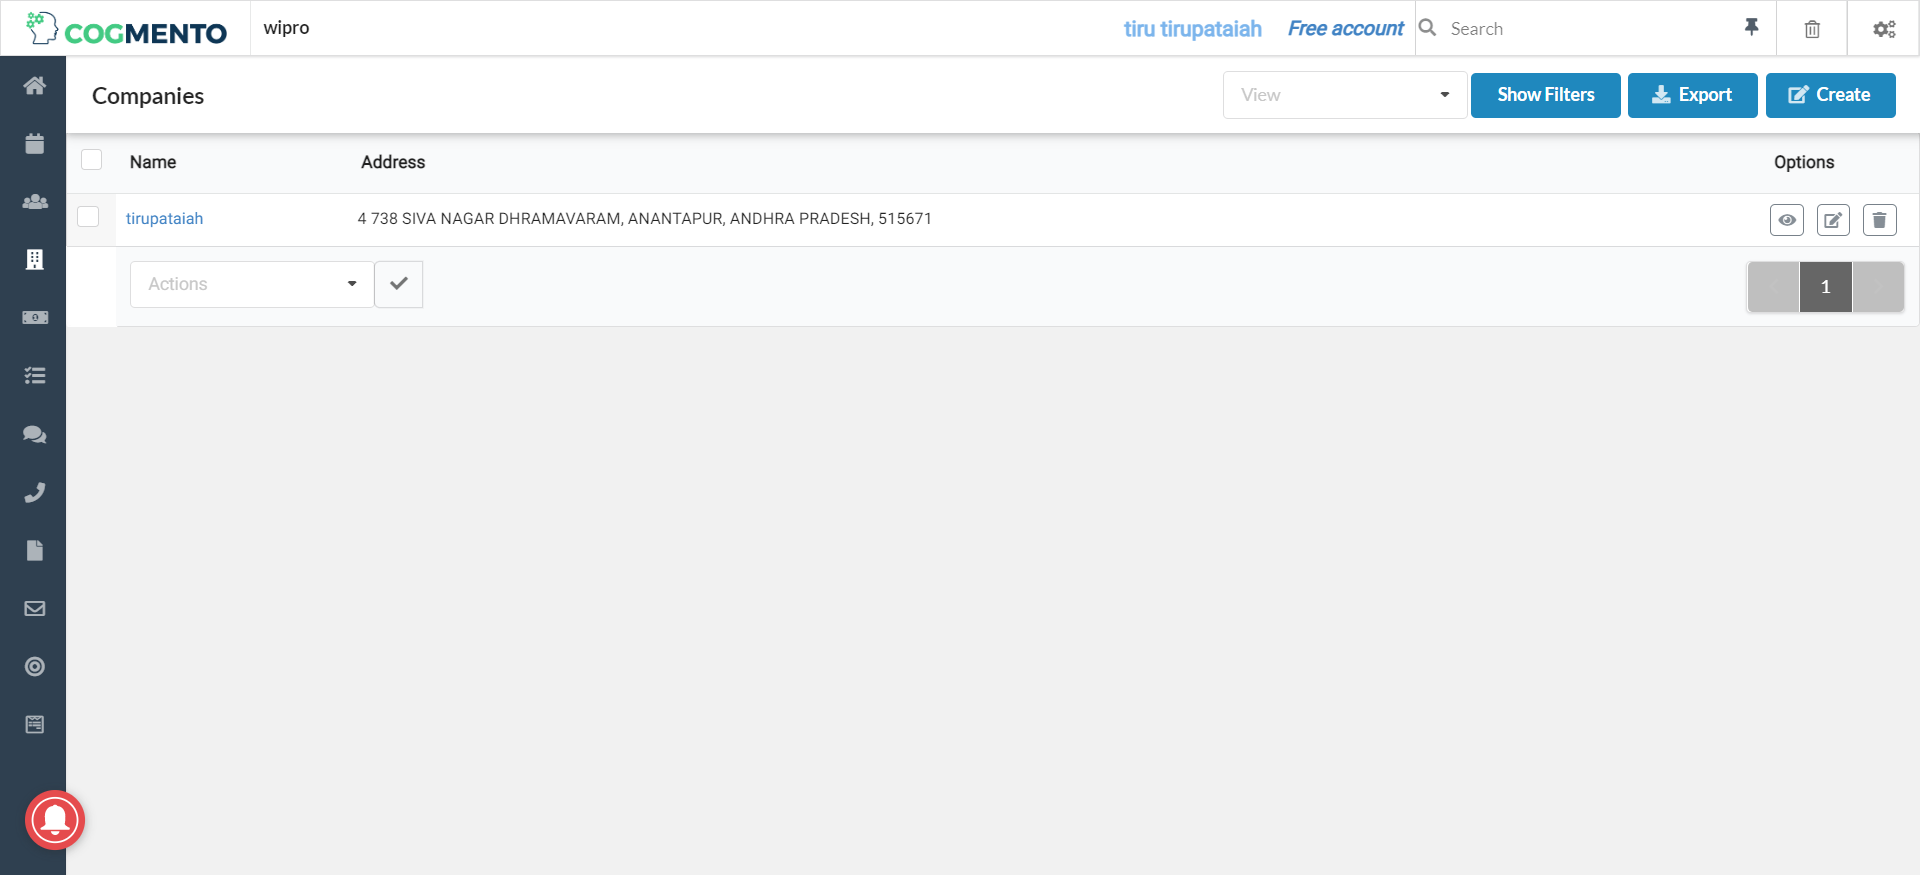 COGMENTO
wipro
tiru tirupataiah
Free account
Search
Companies
View
Show Filters
Export
Create
Name
Address
Options
tirupataiah
4 738 SIVA NAGAR DHRAMAVARAM, ANANTAPUR, ANDHRA PRADESH, 515671
Actions
1